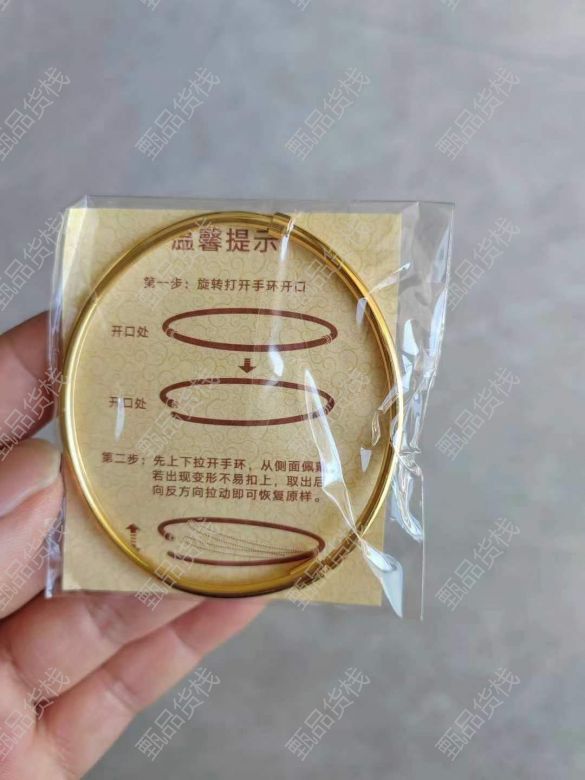 温馨提示
第一步：旋转打开手环开口
开口处
开口处
第二步：先上下拉开手环，从侧面佩戴
若出现变形不易扣上，取出后
向反方向拉动即可恢复原样。
甄品货栈